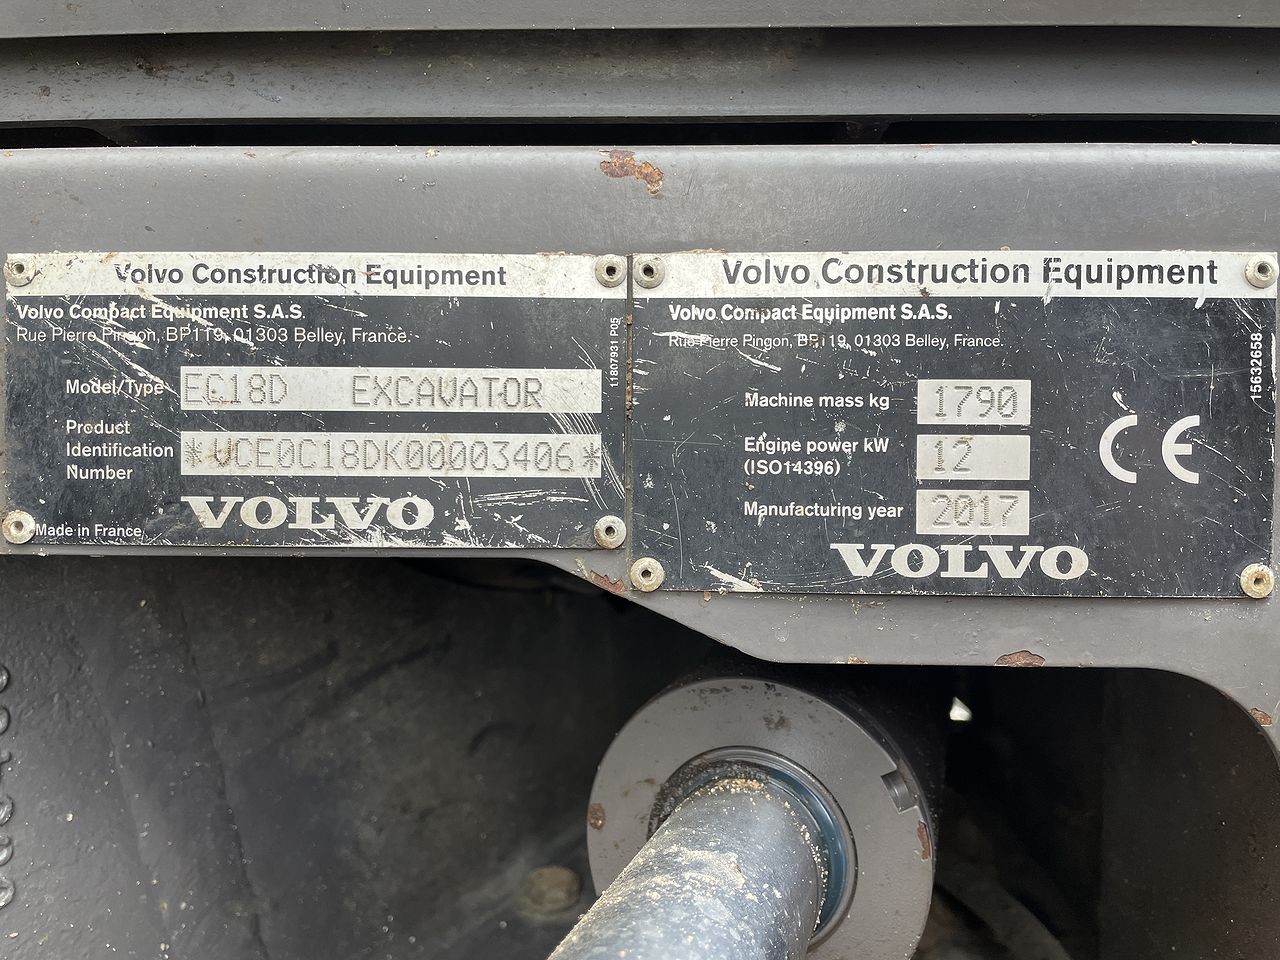 Volvo Construction Equipment
Volvo Compact Equipment S.A.S.
Rue Pierre Pingon, BP119, 01303 Belley, France.
Model/Type EC18D EXCAVATOR
Product
Identification
Number
*VCE0C18DK00003406*
VOLVO
Made in France
11807931 P05
Volvo Construction Equipment
Volvo Compact Equipment S.A.S.
Rue Pierre Pingon, BP119, 01303 Belley, France.
Machine mass kg 1790
Engine power kW
(ISO14396)
12
Manufacturing year 2017
CE
VOLVO
15632658